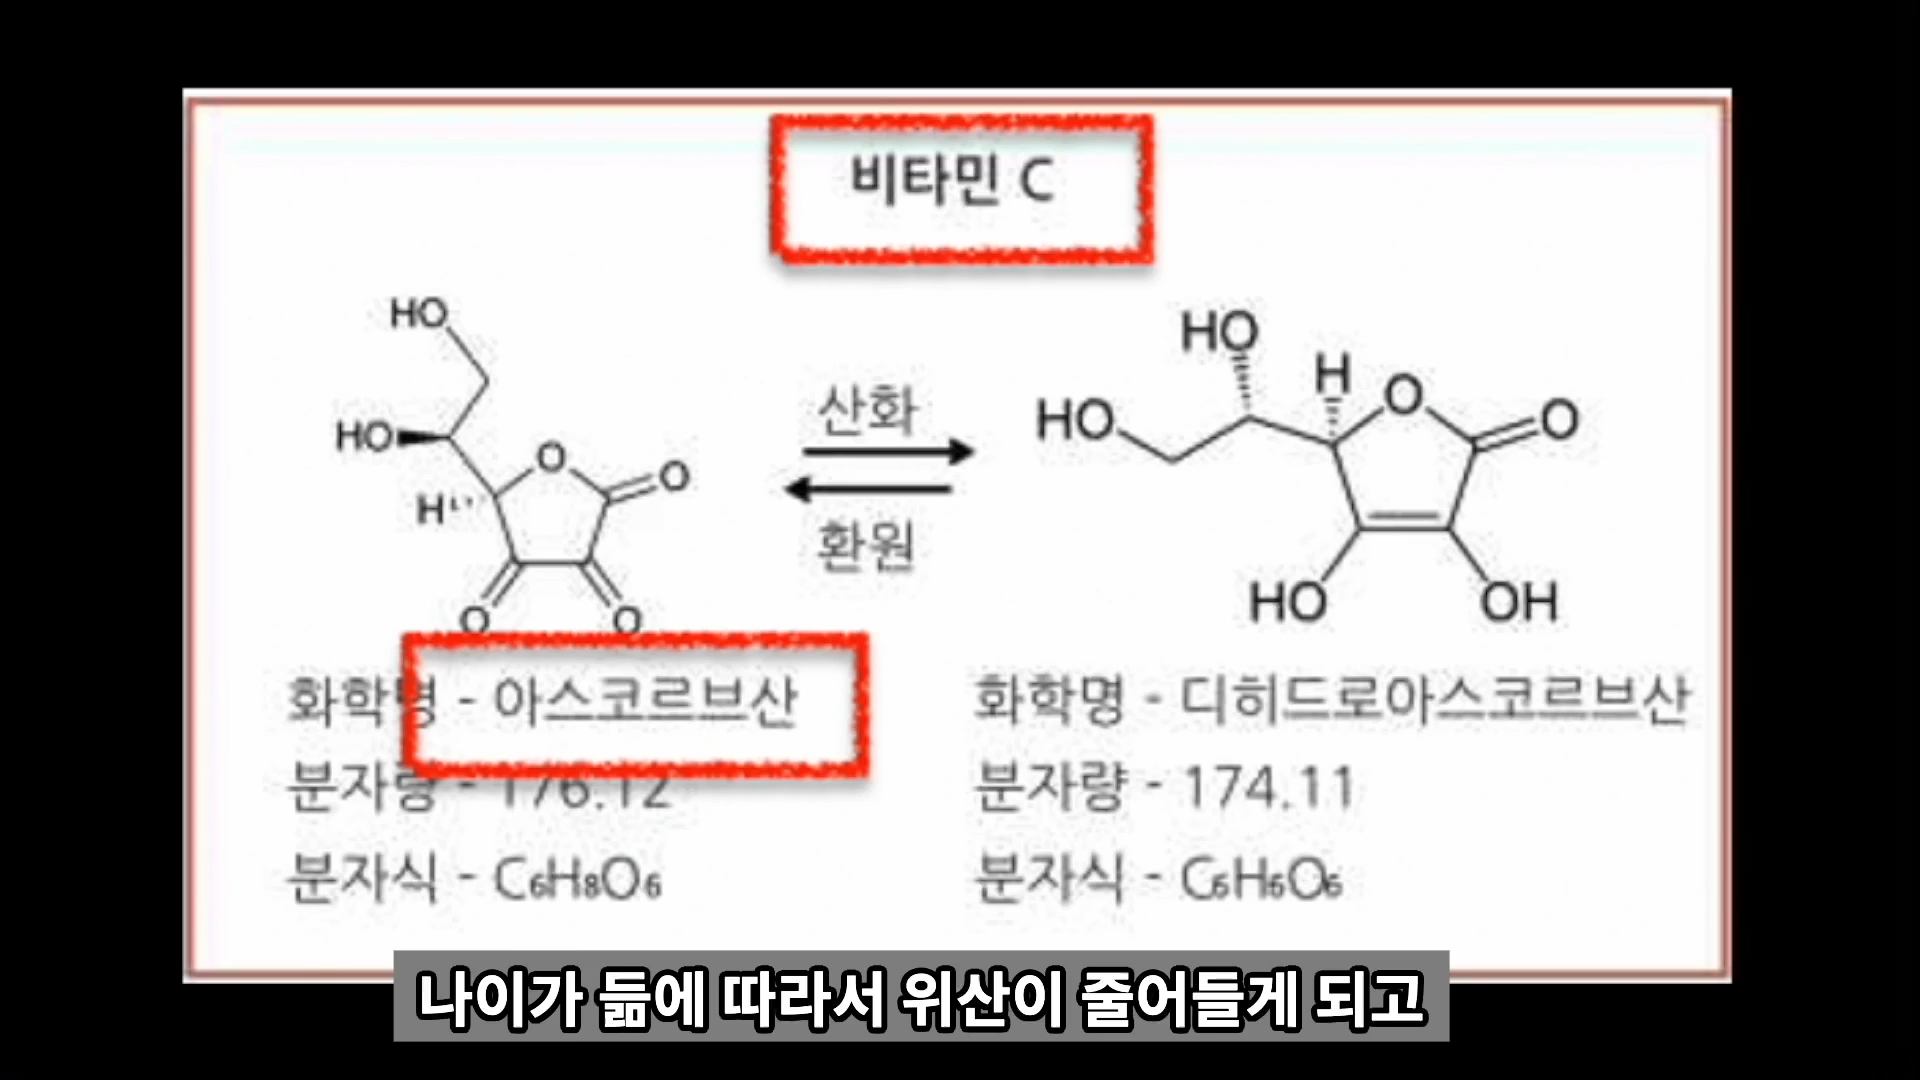 비타민 C
HO
HO
H
O
O
O
O
산화
환원
HO
HO
H
O
O
HO
OH
화학명 - 아스코르브산
분자량 - 176.12
분자식 - C₆H₈O₆
화학명 - 디히드로아스코르브산
분자량 - 174.11
분자식 - C₆H₆O₆
나이가 듦에 따라서 위산이 줄어들게 되고